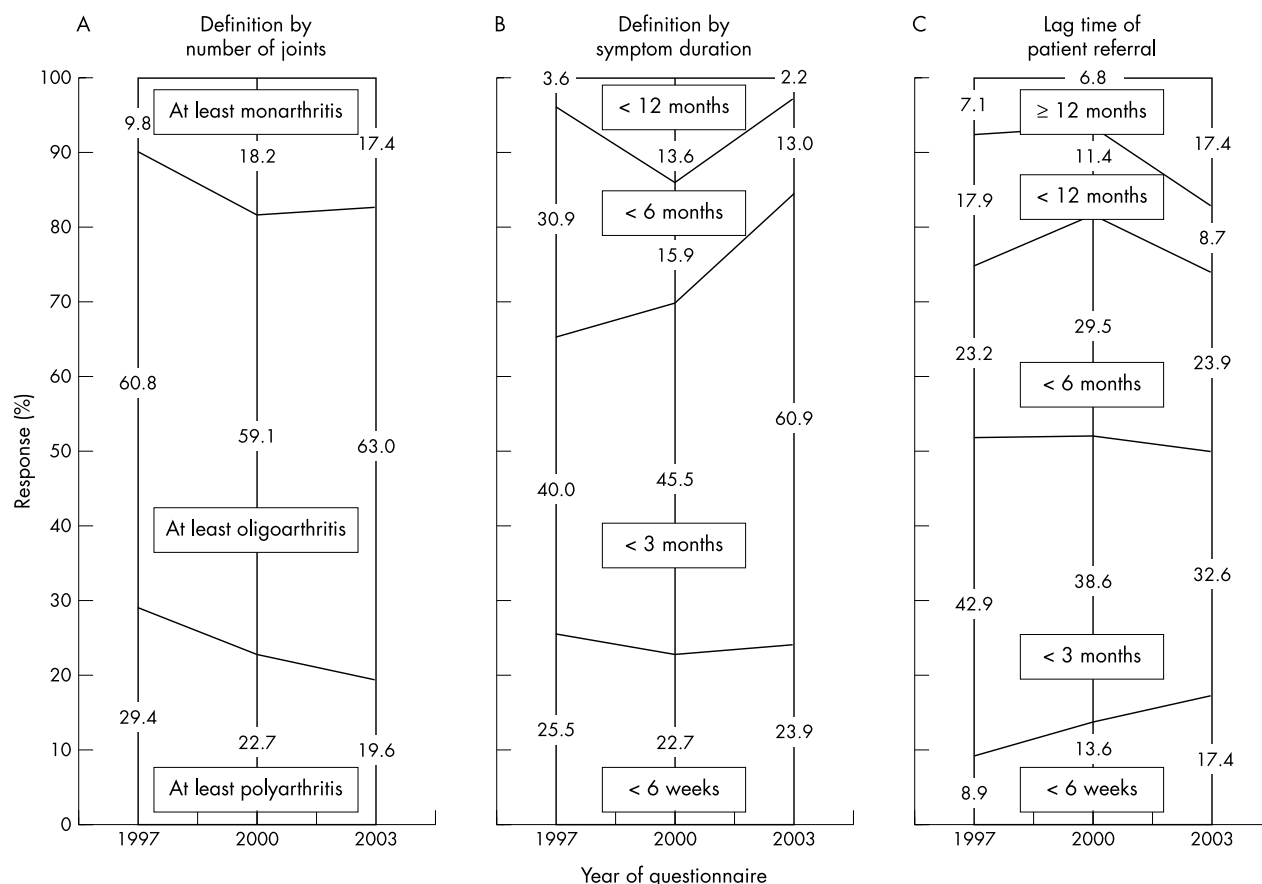 A
Definition by
number of joints
B
Definition by
symptom duration
C
Lag time of
patient referral
Response (%)
100
90
80
70
60
50
40
30
20
10
0
At least monarthritis
9.8
18.2
17.4
60.8
59.1
63.0
At least oligoarthritis
29.4
22.7
19.6
At least polyarthritis
1997
2000
2003
3.6
2.2
< 12 months
13.6
13.0
< 6 months
30.9
15.9
60.9
45.5
40.0
< 3 months
25.5
22.7
23.9
< 6 weeks
1997
2000
2003
6.8
7.1
≥ 12 months
17.4
11.4
17.9
< 12 months
8.7
29.5
23.2
23.9
< 6 months
38.6
32.6
42.9
< 3 months
13.6
17.4
8.9
< 6 weeks
1997
2000
2003
Year of questionnaire